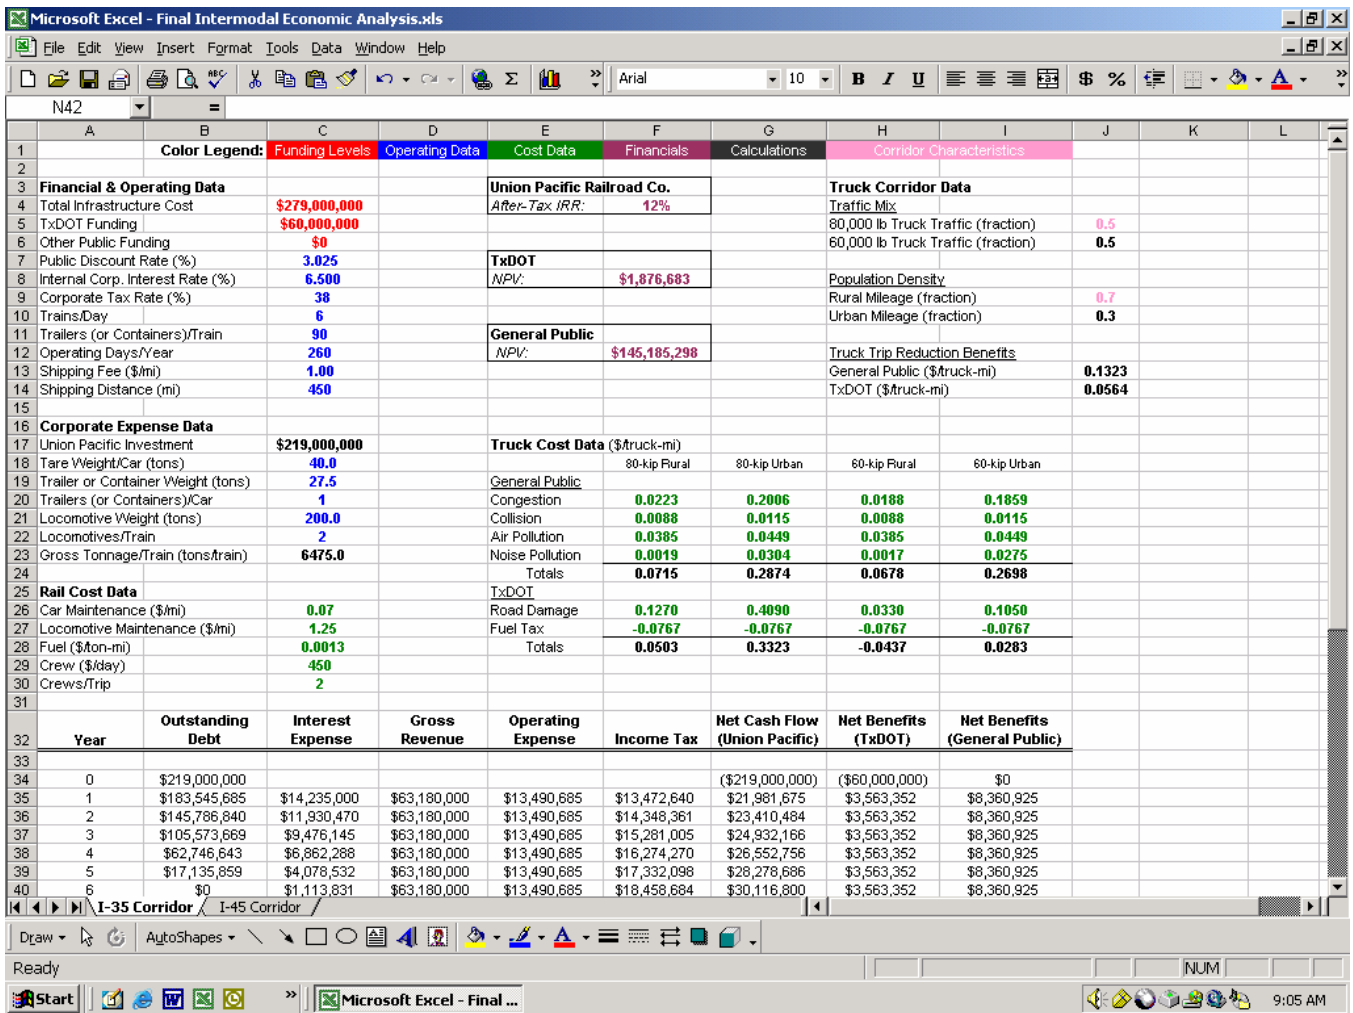 Microsoft Excel - Final Intermodal Economic Analysis.xls
File Edit View Insert Format Tools Data Window Help
Arial 10 B I U $ %
N42 =
A B C D E F G H I J K L
1 Color Legend: Funding Levels Operating Data Cost Data Financials Calculations Corridor Characteristics
2
3 Financial & Operating Data Union Pacific Railroad Co. Truck Corridor Data
4 Total Infrastructure Cost $279,000,000 After-Tax IRR: 12% Traffic Mix
5 TxDOT Funding $60,000,000 80,000 lb Truck Traffic (fraction) 0.5
6 Other Public Funding $0 60,000 lb Truck Traffic (fraction) 0.5
7 Public Discount Rate (%) 3.025 TxDOT
8 Internal Corp. Interest Rate (%) 6.500 NPV: $1,876,683 Population Density
9 Corporate Tax Rate (%) 38 Rural Mileage (fraction) 0.7
10 Trains/Day 6 Urban Mileage (fraction) 0.3
11 Trailers (or Containers)/Train 90 General Public
12 Operating Days/Year 260 NPV: $145,185,298 Truck Trip Reduction Benefits
13 Shipping Fee ($/mi) 1.00 General Public ($/truck-mi) 0.1323
14 Shipping Distance (mi) 450 TxDOT ($/truck-mi) 0.0564
15
16 Corporate Expense Data
17 Union Pacific Investment $219,000,000 Truck Cost Data ($/truck-mi)
18 Tare Weight/Car (tons) 40.0 80-kip Rural 80-kip Urban 60-kip Rural 60-kip Urban
19 Trailer or Container Weight (tons) 27.5 General Public
20 Trailers (or Containers)/Car 1 Congestion 0.0223 0.2006 0.0188 0.1859
21 Locomotive Weight (tons) 200.0 Collision 0.0088 0.0115 0.0088 0.0115
22 Locomotives/Train 2 Air Pollution 0.0385 0.0449 0.0385 0.0449
23 Gross Tonnage/Train (tons/train) 6475.0 Noise Pollution 0.0019 0.0304 0.0017 0.0275
24 Totals 0.0715 0.2874 0.0678 0.2698
25 Rail Cost Data TxDOT
26 Car Maintenance ($/mi) 0.07 Road Damage 0.1270 0.4090 0.0330 0.1050
27 Locomotive Maintenance ($/mi) 1.25 Fuel Tax -0.0767 -0.0767 -0.0767 -0.0767
28 Fuel ($/ton-mi) 0.0013 Totals 0.0503 0.3323 -0.0437 0.0283
29 Crew ($/day) 450
30 Crews/Trip 2
31
Outstanding Interest Gross Operating Net Cash Flow Net Benefits Net Benefits
32 Year Debt Expense Revenue Expense Income Tax (Union Pacific) (TxDOT) (General Public)
33
34 0 $219,000,000 ($219,000,000) ($60,000,000) $0
35 1 $183,545,685 $14,235,000 $63,180,000 $13,490,685 $13,472,640 $21,981,675 $3,563,352 $8,360,925
36 2 $145,786,840 $11,930,470 $63,180,000 $13,490,685 $14,348,361 $23,410,484 $3,563,352 $8,360,925
37 3 $105,573,669 $9,476,145 $63,180,000 $13,490,685 $15,281,005 $24,932,166 $3,563,352 $8,360,925
38 4 $62,746,643 $6,862,288 $63,180,000 $13,490,685 $16,274,270 $26,552,756 $3,563,352 $8,360,925
39 5 $17,135,859 $4,078,532 $63,180,000 $13,490,685 $17,332,098 $28,278,686 $3,563,352 $8,360,925
40 6 $0 $1,113,831 $63,180,000 $13,490,685 $18,458,684 $30,116,800 $3,563,352 $8,360,925
I-35 Corridor I-45 Corridor
Draw AutoShapes
Ready NUM
Start Microsoft Excel - Final ... 9:05 AM